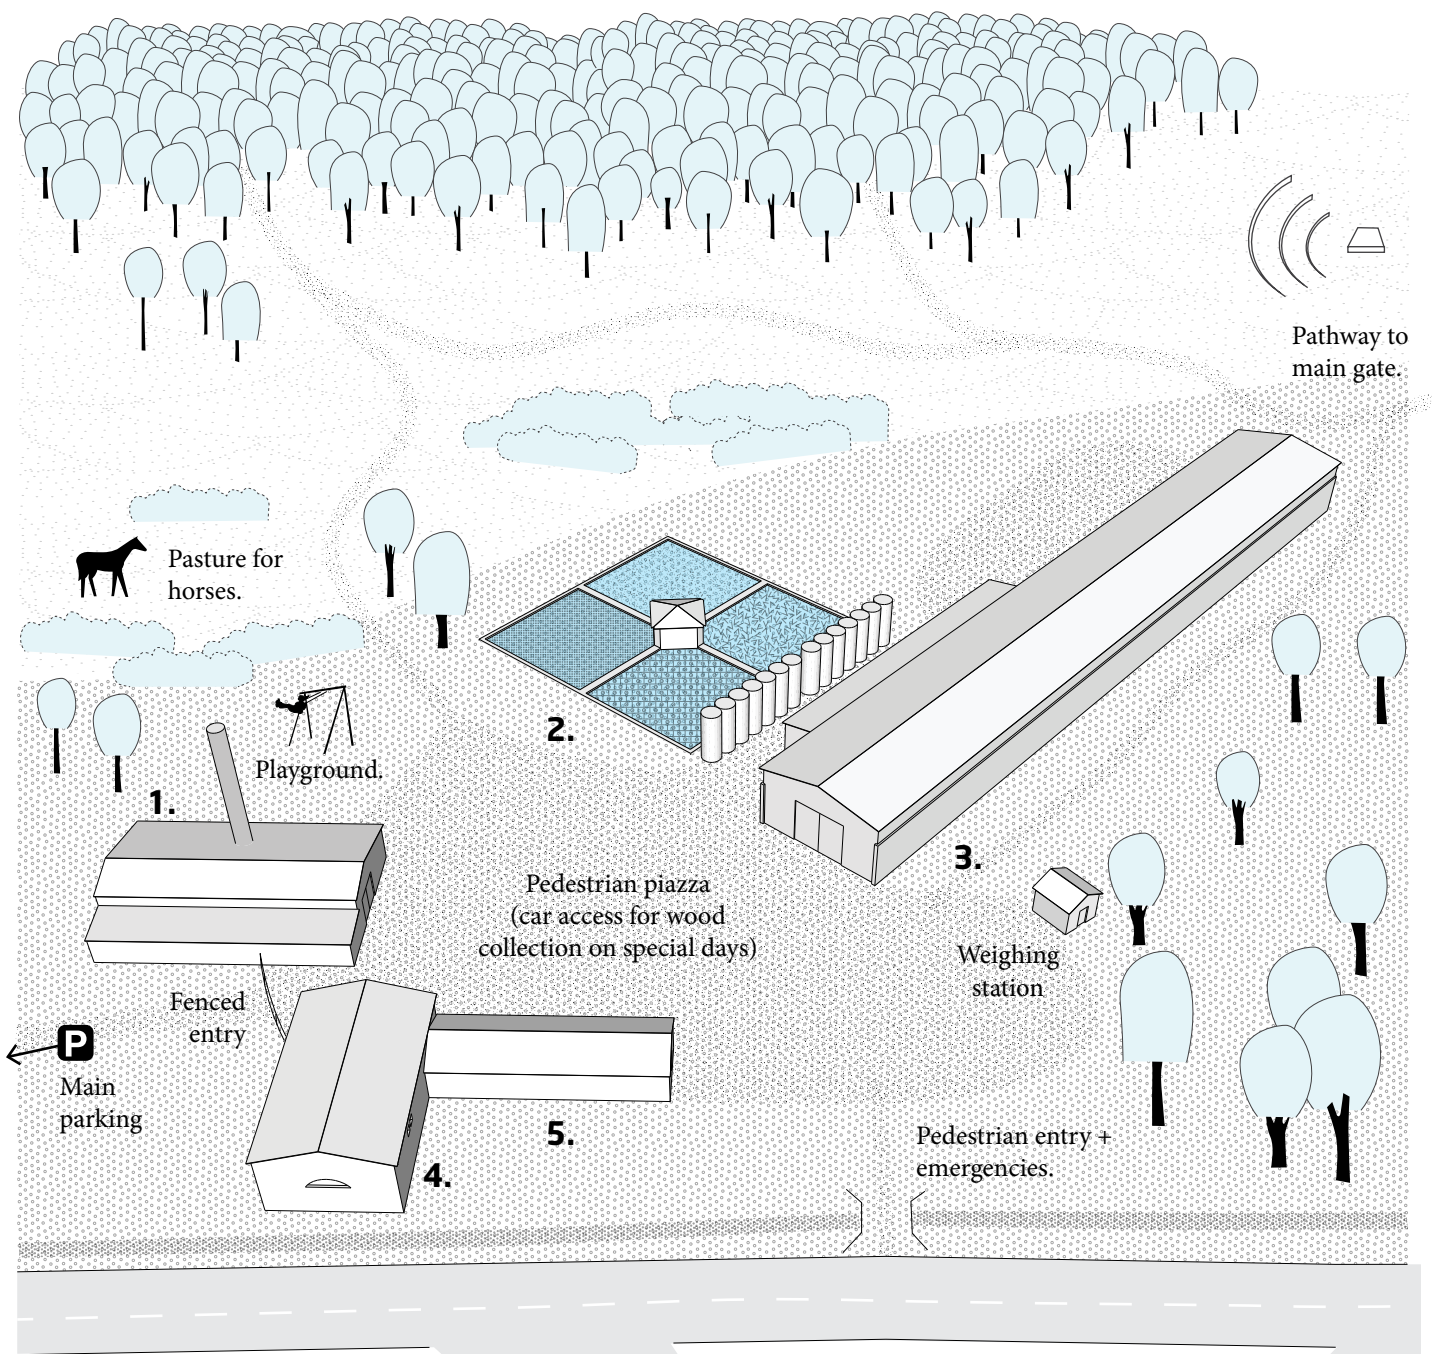 Pathway to
main gate.
Pasture for
horses.
2.
Playground.
1.
3.
Pedestrian piazza
(car access for wood
collection on special days)
Weighing
station
Fenced
entry
P
Main
parking
5.
Pedestrian entry +
emergencies.
4.